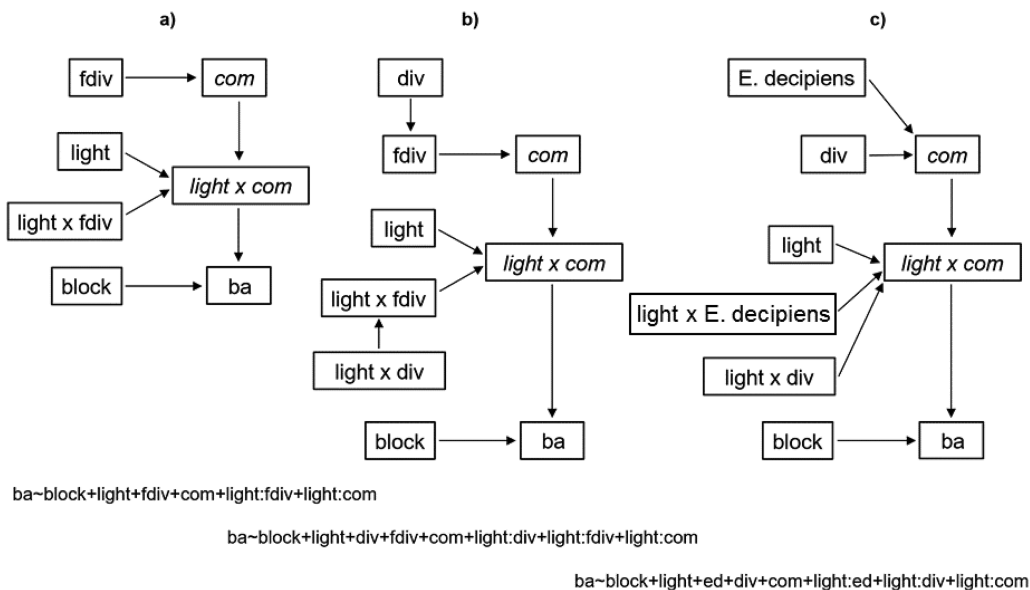 a)
fdiv
com
light
light x com
light x fdiv
block
ba
b)
div
fdiv
com
light
light x com
light x fdiv
light x div
block
ba
c)
E. decipiens
div
com
light
light x com
light x E. decipiens
light x div
block
ba
ba~block+light+fdiv+com+light:fdiv+light:com
ba~block+light+div+fdiv+com+light:div+light:fdiv+light:com
ba~block+light+ed+div+com+light:ed+light:div+light:com